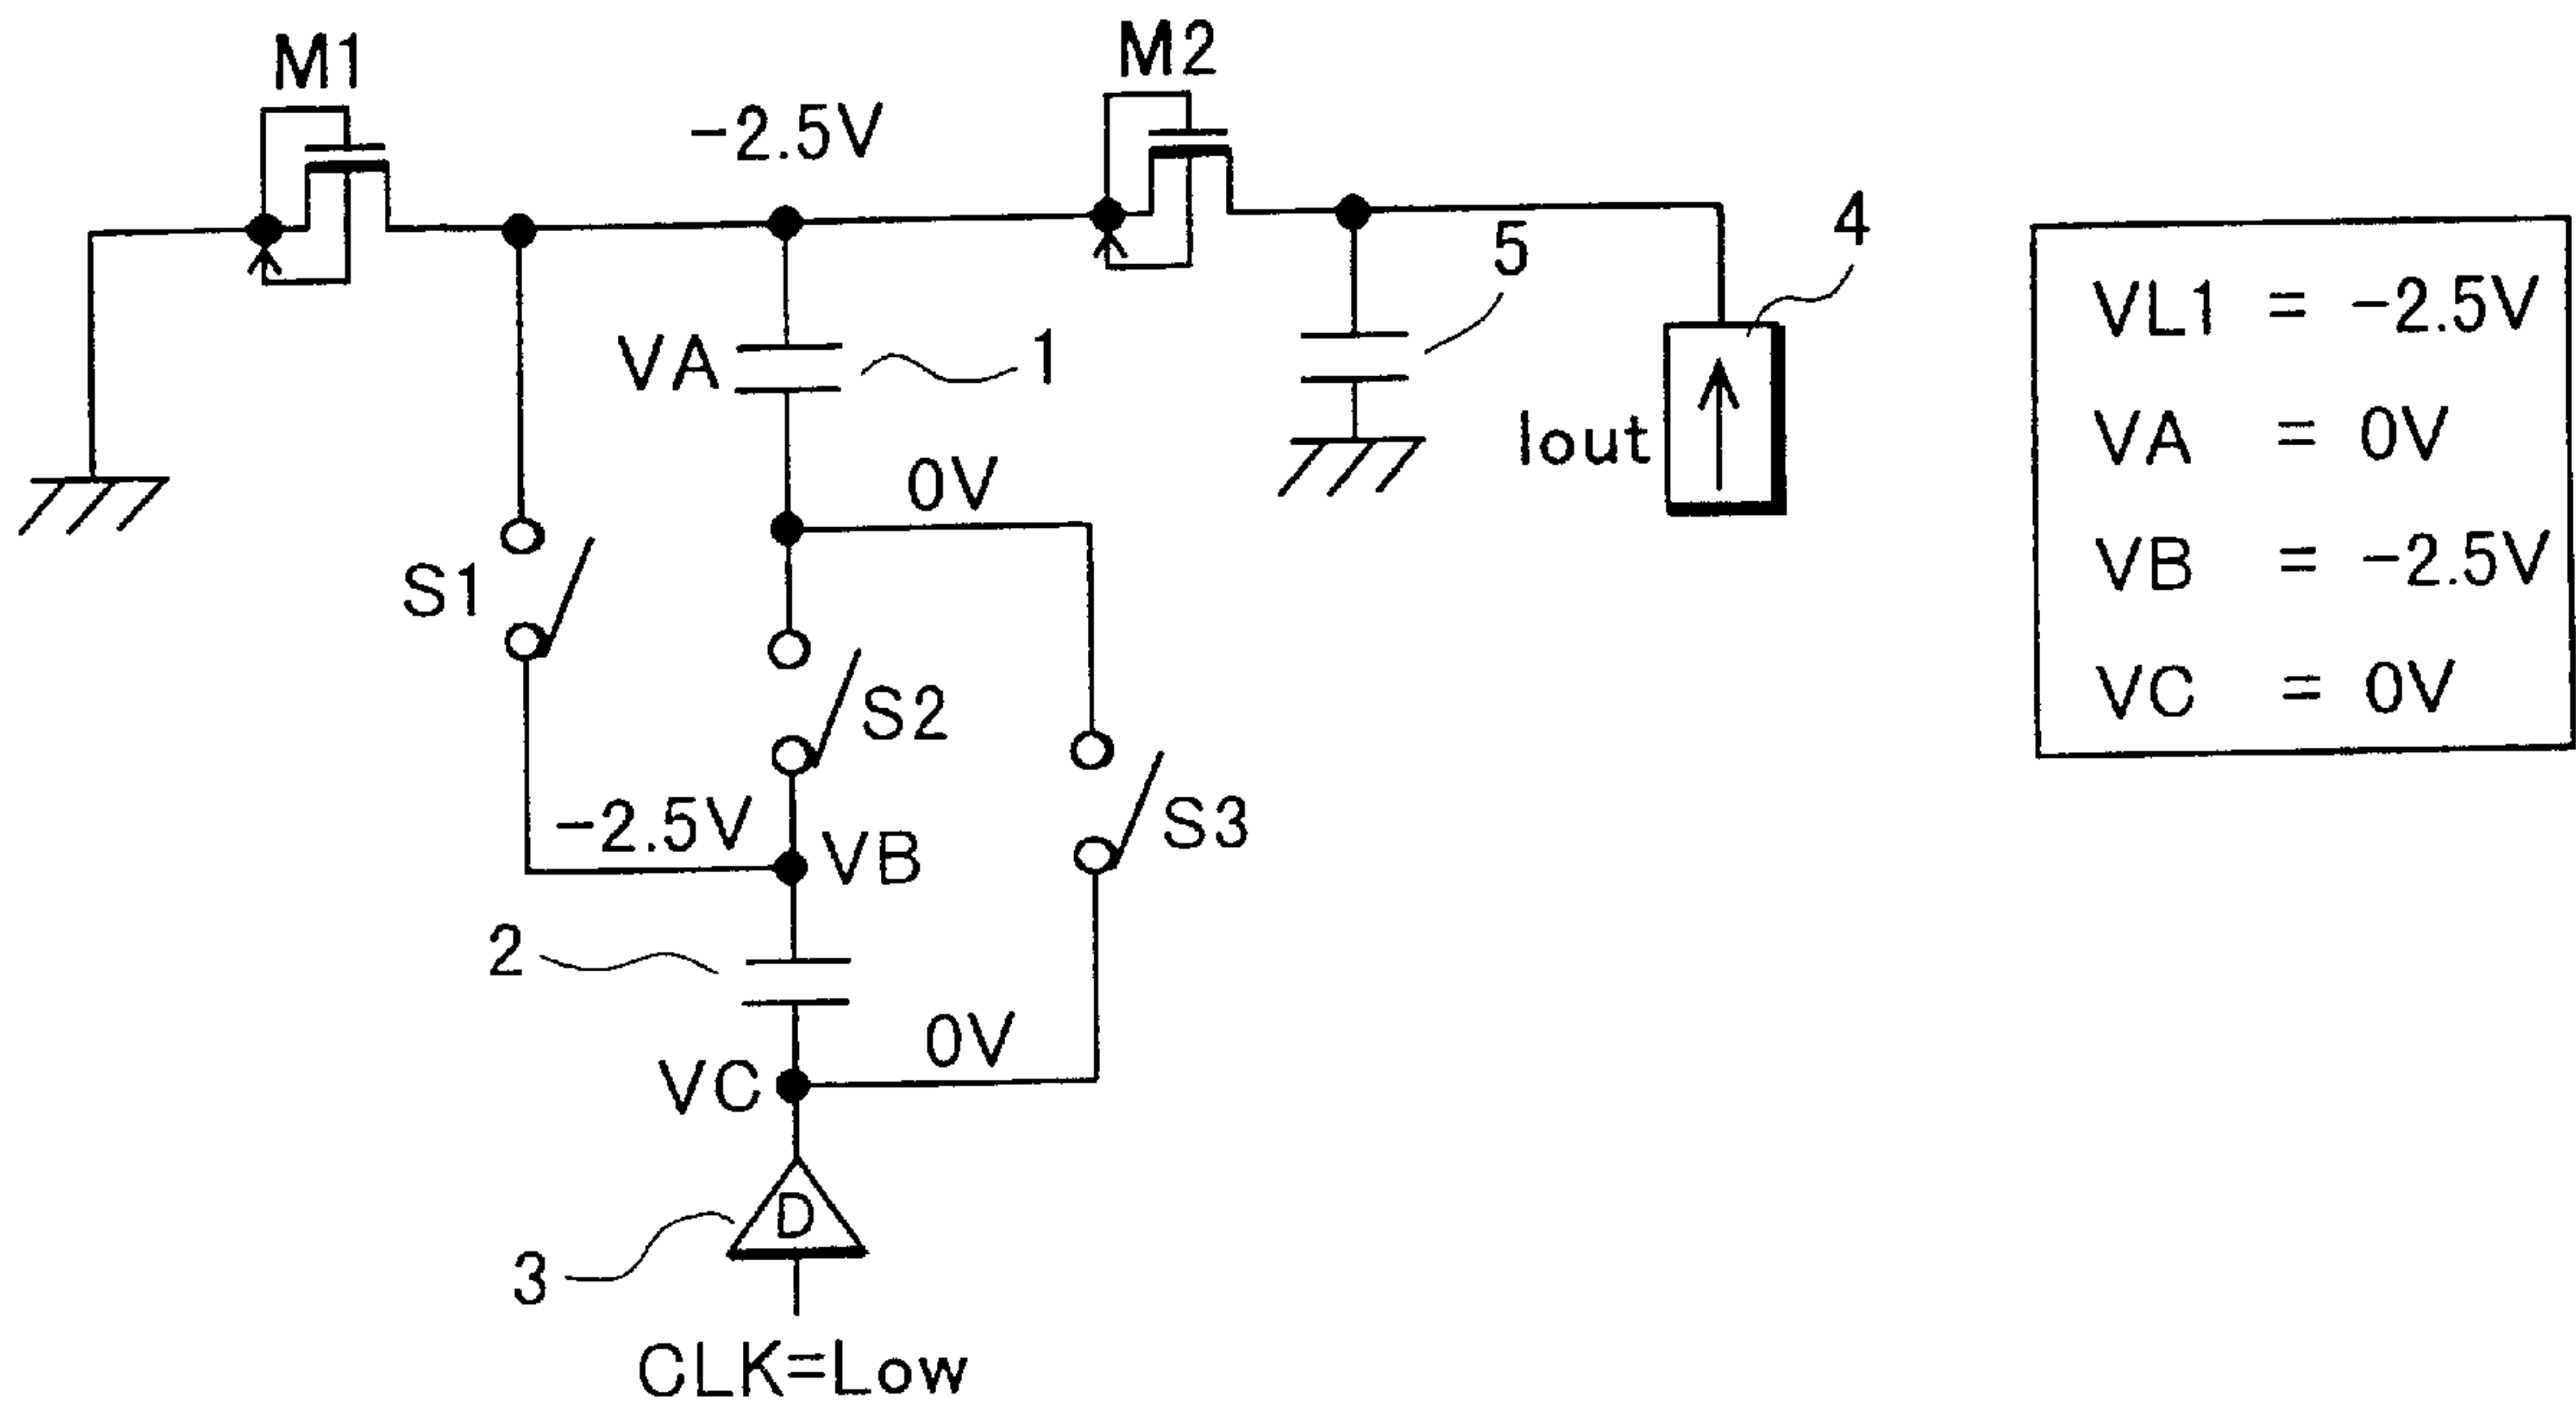 M1
M2
-2.5V
4
5
VA
1
Iout
0V
S1
S2
S3
-2.5V
VB
2
0V
VC
D
3
CLK=Low
VL1 = -2.5V
VA = 0V
VB = -2.5V
VC = 0V